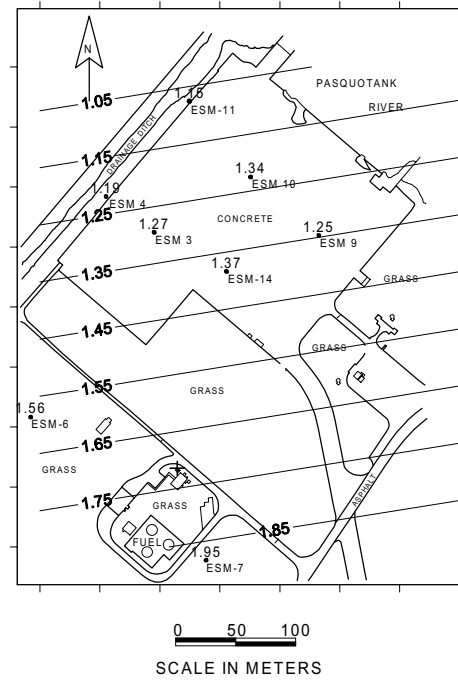 N
PASQUOTANK
RIVER
1.05
1.15
ESM-11
DRAINAGE DITCH
1.15
1.34
ESM 10
1.19
ESM 4
1.25
CONCRETE
1.27
ESM 3
1.25
ESM 9
1.35
1.37
ESM-14
GRASS
1.45
GRASS
1.55
GRASS
1.56
ESM-6
1.65
GRASS
1.75
GRASS
ASPHALT
1.85
FUEL
1.95
ESM-7
0 50 100
SCALE IN METERS